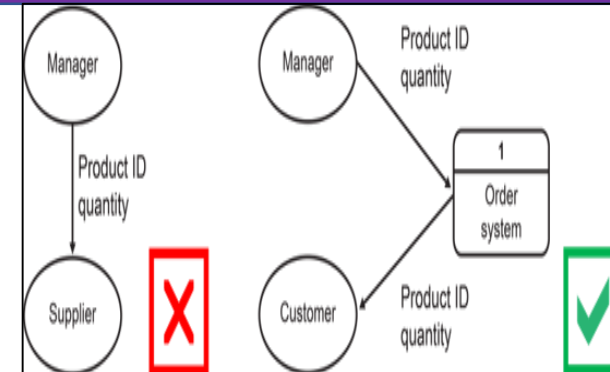 Manager
Product ID
quantity
Supplier
Manager
Product ID
quantity
1
Order
system
Customer
Product ID
quantity